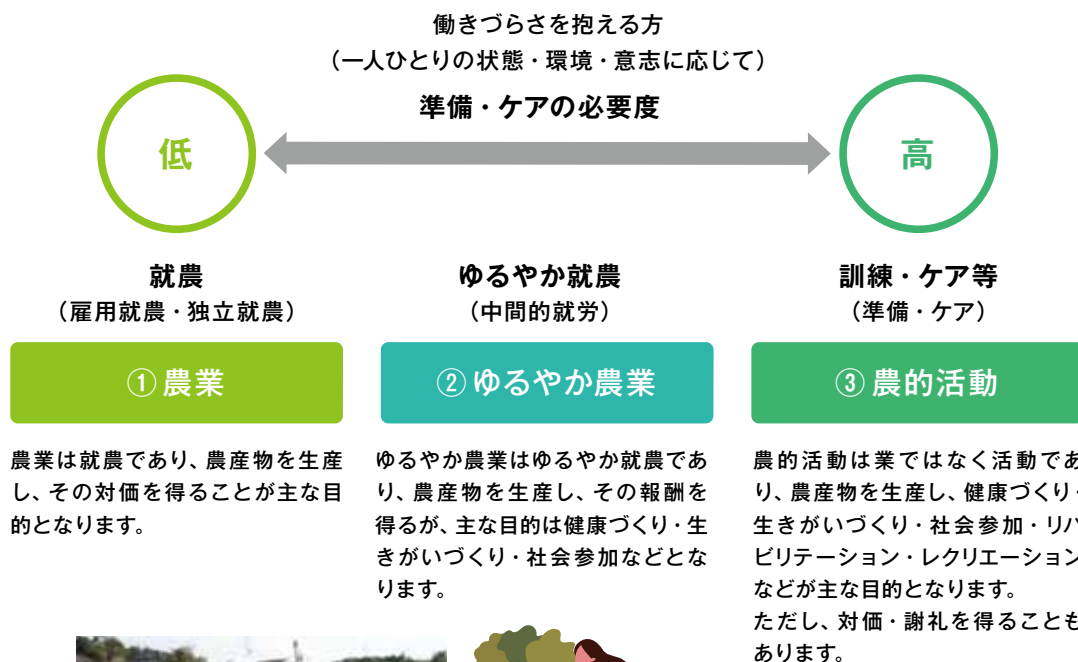 働きづらさを抱える方
（一人ひとりの状態・環境・意志に応じて）
準備・ケアの必要度
低
高
就農
（雇用就農・独立就農）
① 農業
農業は就農であり、農産物を生産
し、その対価を得ることが主な目
的となります。
ゆるやか就農
（中間的就労）
② ゆるやか農業
ゆるやか農業はゆるやか就農であ
り、農産物を生産し、その報酬を
得るが、主な目的は健康づくり・生
きがいづくり・社会参加などとな
ります。
訓練・ケア等
（準備・ケア）
③ 農的活動
農的活動は業ではなく活動であ
り、農産物を生産し、健康づくり・
生きがいづくり・社会参加・リハ
ビリテーション・レクリエーション
などが主な目的となります。
ただし、対価・謝礼を得ることも
あります。